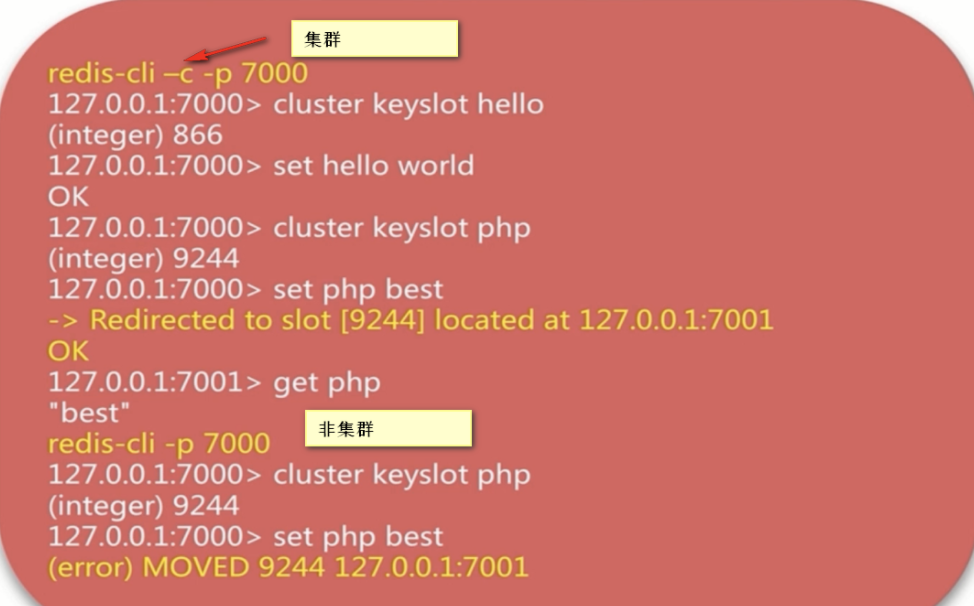 集群
redis-cli –c -p 7000
127.0.0.1:7000> cluster keyslot hello
(integer) 866
127.0.0.1:7000> set hello world
OK
127.0.0.1:7000> cluster keyslot php
(integer) 9244
127.0.0.1:7000> set php best
-> Redirected to slot [9244] located at 127.0.0.1:7001
OK
127.0.0.1:7001> get php
"best"
非集群
redis-cli -p 7000
127.0.0.1:7000> cluster keyslot php
(integer) 9244
127.0.0.1:7000> set php best
(error) MOVED 9244 127.0.0.1:7001